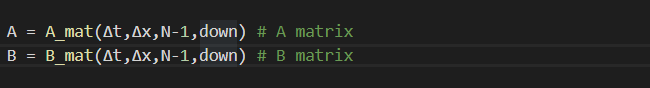 A = A_mat(Δt,Δx,N-1,down) # A matrix
B = B_mat(Δt,Δx,N-1,down) # B matrix